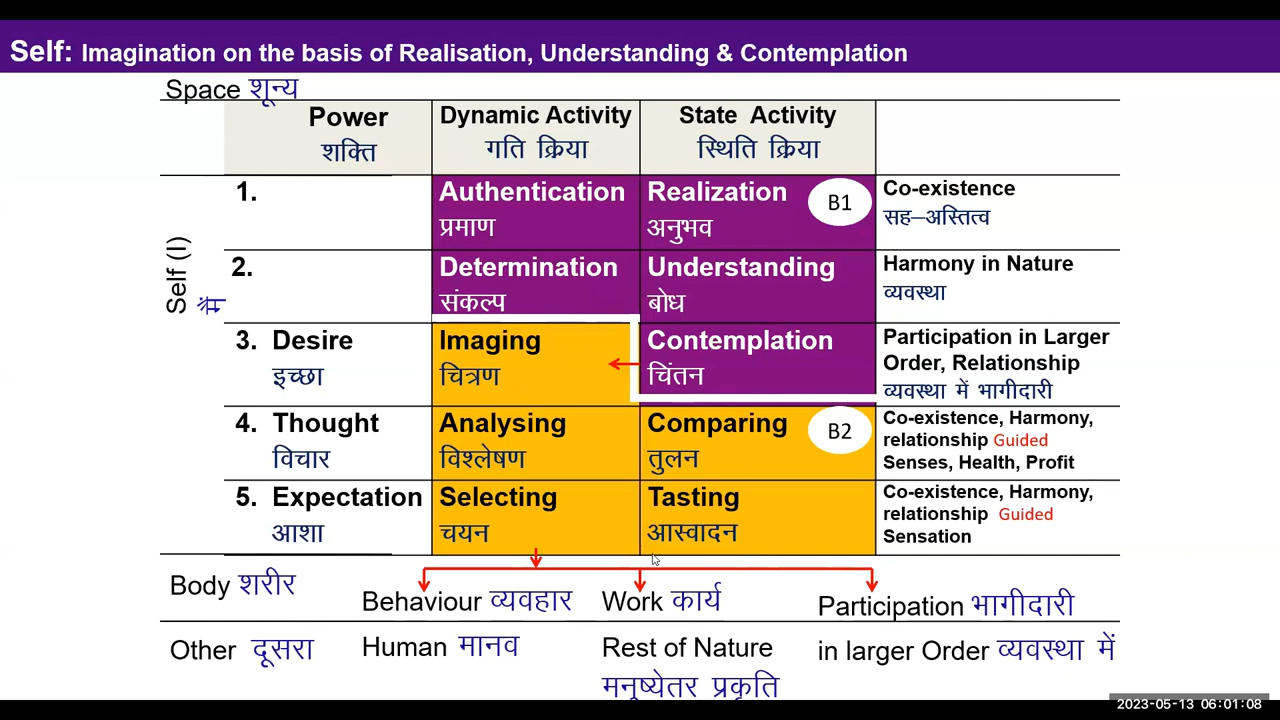 Self: Imagination on the basis of Realisation, Understanding & Contemplation
Space शून्य
Power
शक्ति
Dynamic Activity
गति क्रिया
State Activity
स्थिति क्रिया
Self (I)
मैं
1.
Authentication
प्रमाण
Realization
अनुभव
B1
Co-existence
सह–अस्तित्व
2.
Determination
संकल्प
Understanding
बोध
Harmony in Nature
व्यवस्था
3. Desire
इच्छा
Imaging
चित्रण
Contemplation
चिंतन
Participation in Larger
Order, Relationship
व्यवस्था में भागीदारी
4. Thought
विचार
Analysing
विश्लेषण
Comparing
तुलन
B2
Co-existence, Harmony,
relationship Guided
Senses, Health, Profit
5. Expectation
आशा
Selecting
चयन
Tasting
आस्वादन
Co-existence, Harmony,
relationship Guided
Sensation
Body शरीर
Behaviour व्यवहार
Work कार्य
Participation भागीदारी
Other दूसरा
Human मानव
Rest of Nature
मनुष्येतर प्रकृति
in larger Order व्यवस्था में
2023-05-13 06:01:08